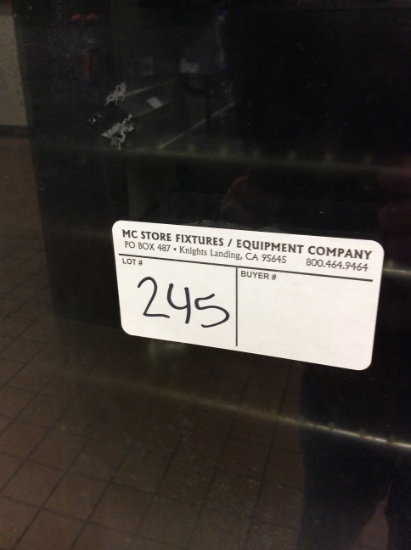 MC STORE FIXTURES / EQUIPMENT COMPANY
PO BOX 487 • Knights Landing, CA 95645 800.464.9464
LOT # BUYER #
245